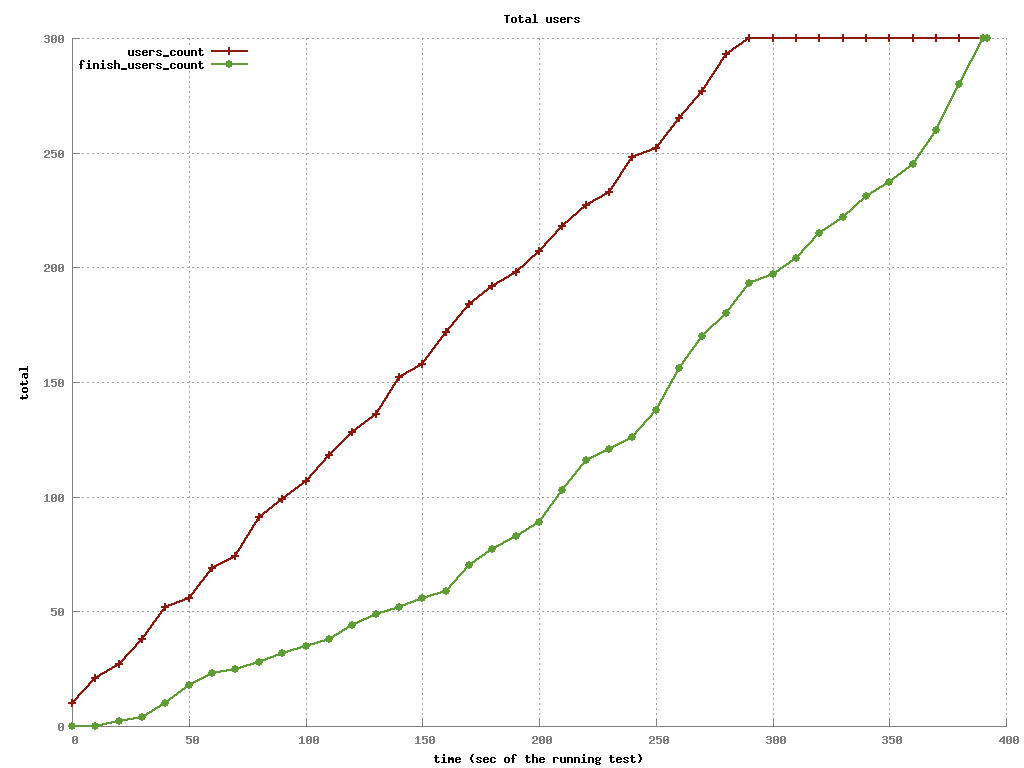 Total users
users_count
finish_users_count
300
250
200
150
100
50
0
total
0 50 100 150 200 250 300 350 400
time (sec of the running test)